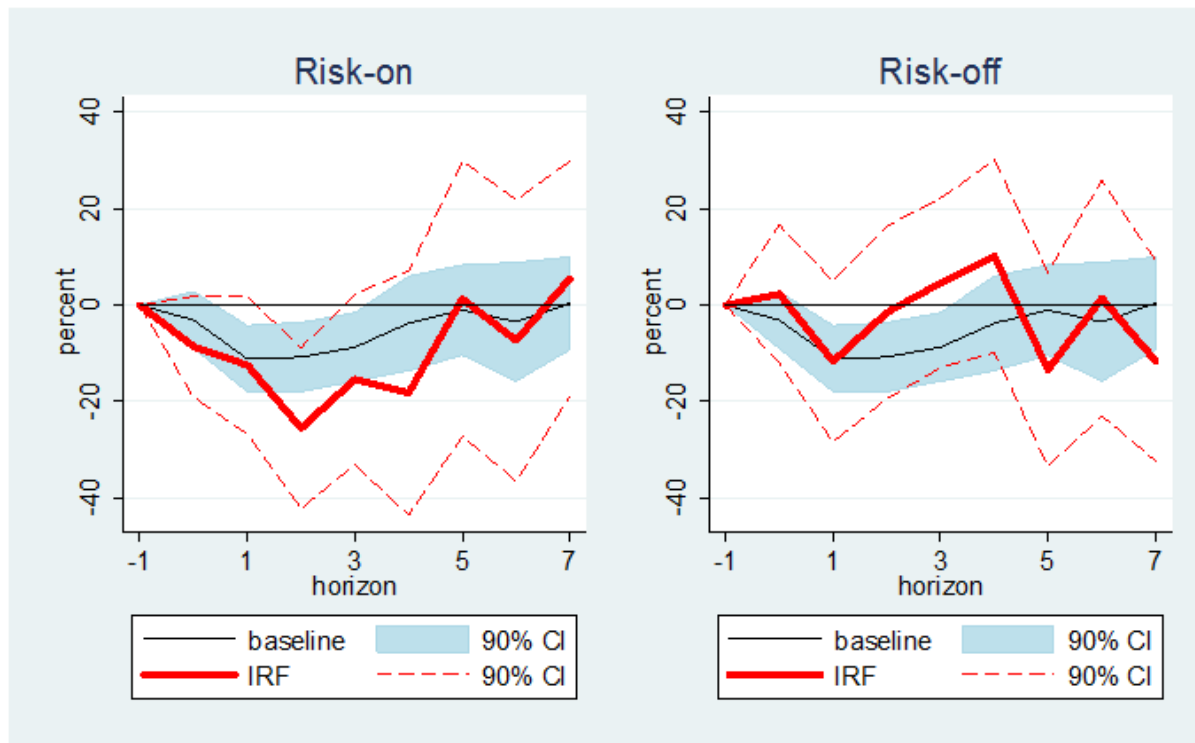 Risk-on
percent
40
20
0
-20
-40
-1 1 3 5 7
horizon
baseline 90% CI
IRF 90% CI
Risk-off
percent
40
20
0
-20
-40
-1 1 3 5 7
horizon
baseline 90% CI
IRF 90% CI